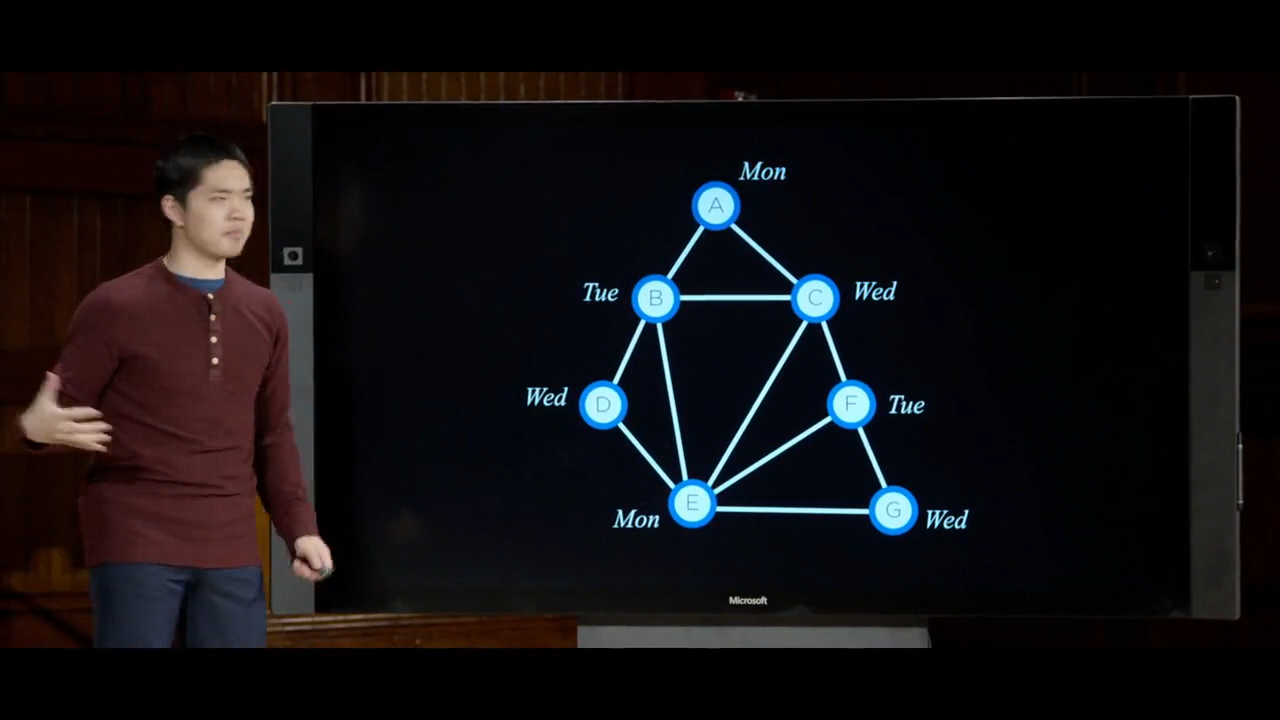 Mon
A
Tue B C Wed
Wed D F Tue
Mon E G Wed
Microsoft